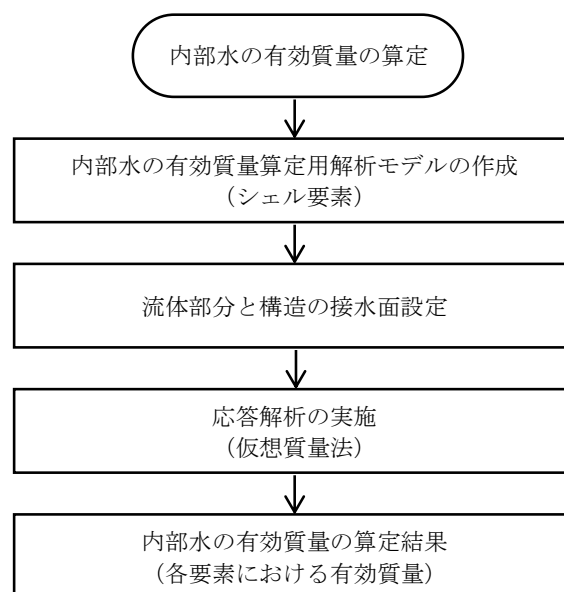 内部水の有効質量の算定
内部水の有効質量算定用解析モデルの作成
（シェル要素）
流体部分と構造の接水面設定
応答解析の実施
（仮想質量法）
内部水の有効質量の算定結果
（各要素における有効質量）